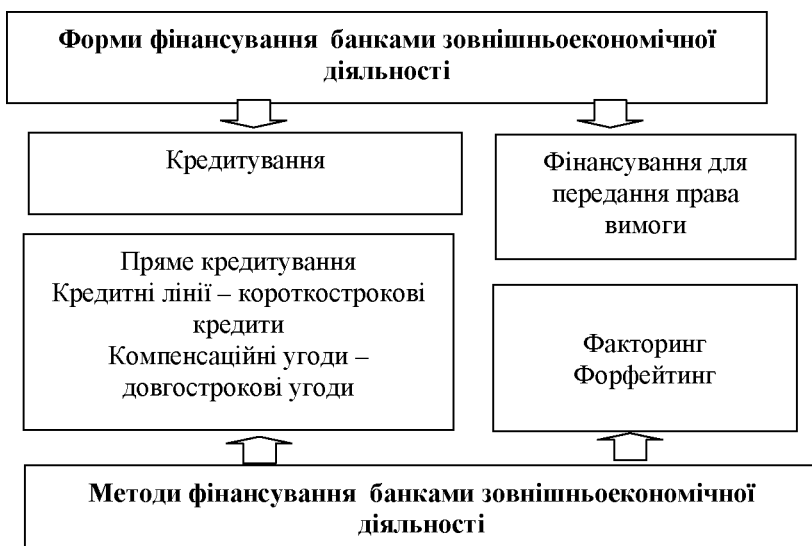 Форми фінансування банками зовнішньоекономічної
діяльності
Кредитування
Фінансування для
передання права
вимоги
Пряме кредитування
Кредитні лінії – короткострокові
кредити
Компенсаційні угоди –
довгострокові угоди
Факторинг
Форфейтинг
Методи фінансування банками зовнішньоекономічної
діяльності